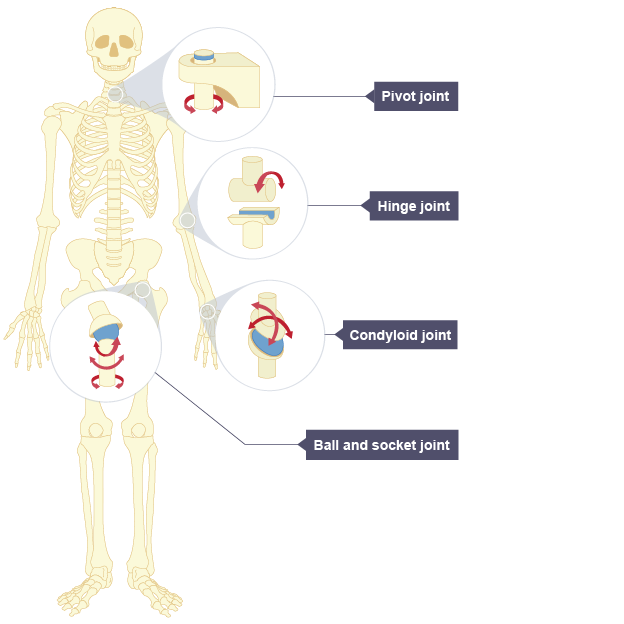 Pivot joint
Hinge joint
Condyloid joint
Ball and socket joint